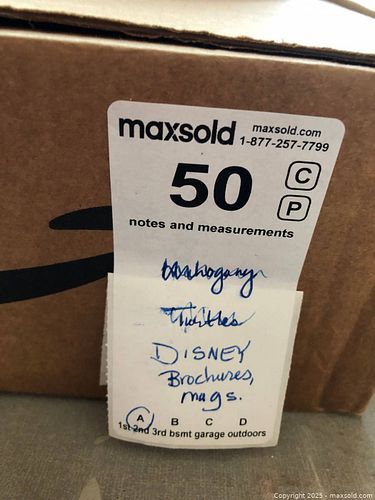 maxsold maxsold.com
1-877-257-7799
50 C
P
notes and measurements
Mahogany
Turtles
DISNEY
Brochures,
mags.
A B C D
1st 2nd 3rd bsmt garage outdoors
Copyright 2025 - maxsold.com